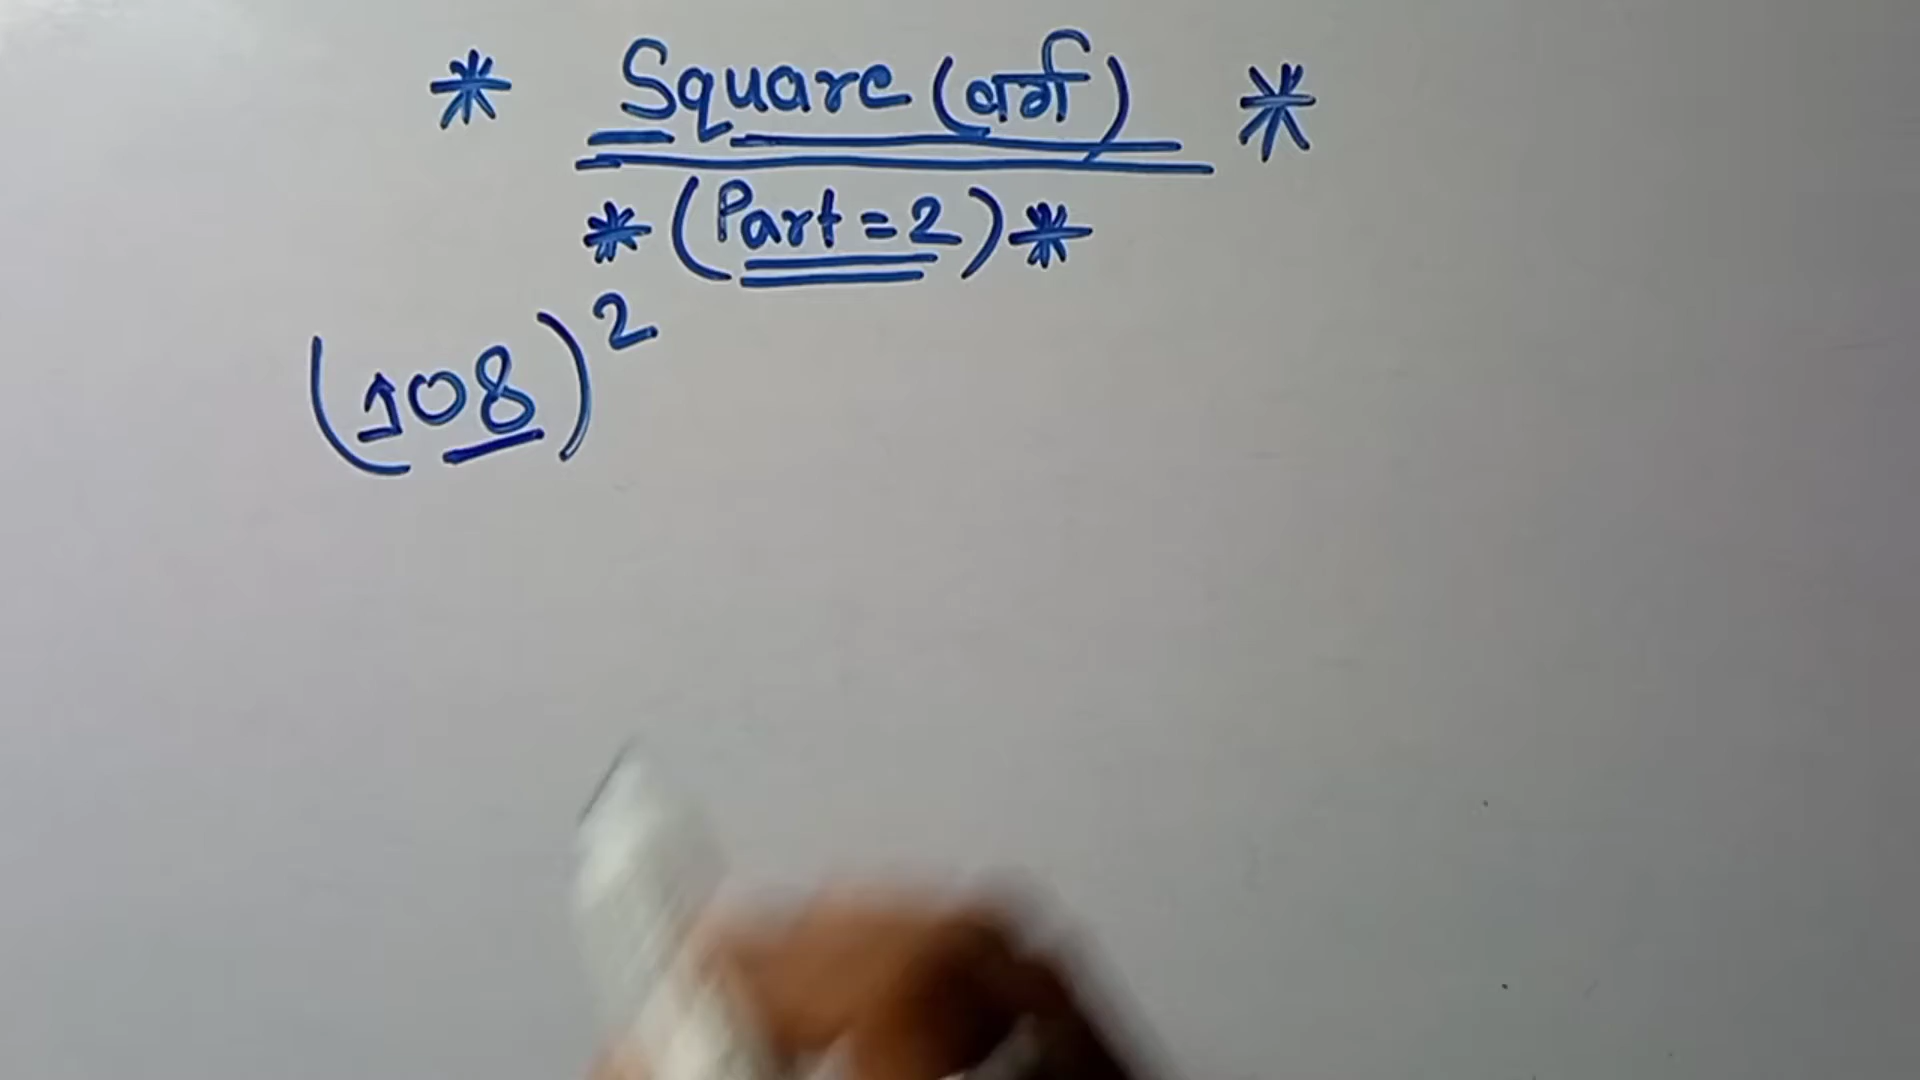 * Square (वर्ग) *
* (Part = 2) *
(108)²